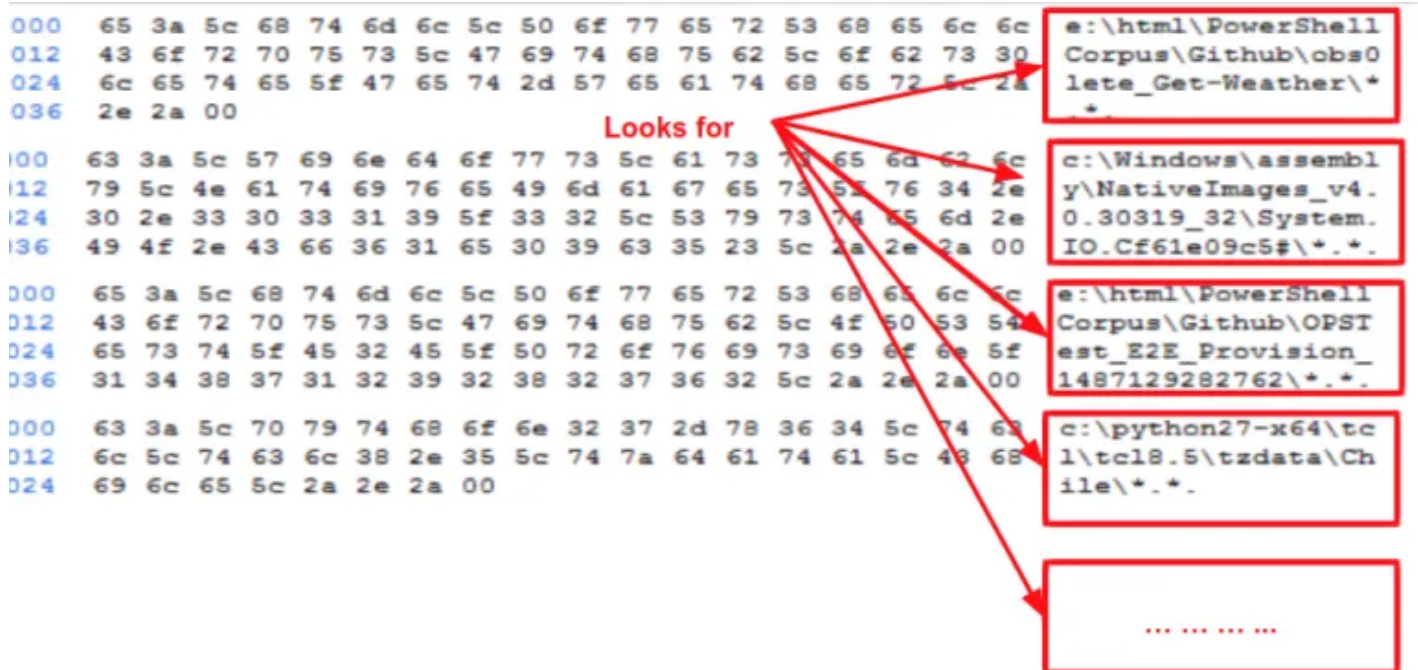 000 65 3a 5c 68 74 6d 6c 5c 50 6f 77 65 72 53 68 65 6c 6c e:\html\PowerShell
012 43 6f 72 70 75 73 5c 47 69 74 68 75 62 5c 6f 62 73 30 Corpus\Github\obs0
024 6c 65 74 65 5f 47 65 74 2d 57 65 61 74 68 65 72 5c 2a lete_Get-Weather\*
036 2e 2a 00 .*.
Looks for
00 63 3a 5c 57 69 6e 64 6f 77 73 5c 61 73 73 65 6d 62 6c c:\Windows\assembl
12 79 5c 4e 61 74 69 76 65 49 6d 61 67 65 73 5f 76 34 2e y\NativeImages_v4.
24 30 2e 33 30 33 31 39 5f 33 32 5c 53 79 73 74 65 6d 2e 0.30319_32\System.
36 49 4f 2e 43 66 36 31 65 30 39 63 35 23 5c 2a 2e 2a 00 IO.Cf61e09c5#\*.*.
000 65 3a 5c 68 74 6d 6c 5c 50 6f 77 65 72 53 68 65 6c 6c e:\html\PowerShell
012 43 6f 72 70 75 73 5c 47 69 74 68 75 62 5c 4f 50 53 54 Corpus\Github\OPST
024 65 73 74 5f 45 32 45 5f 50 72 6f 76 69 73 69 6f 6e 5f est_E2E_Provision_
036 31 34 38 37 31 32 39 32 38 32 37 36 32 5c 2a 2e 2a 00 1487129282762\*.*.
000 63 3a 5c 70 79 74 68 6f 6e 32 37 2d 78 36 34 5c 74 63 c:\python27-x64\tc
012 6c 5c 74 63 6c 38 2e 35 5c 74 7a 64 61 74 61 5c 43 68 l\tcl8.5\tzdata\Ch
024 69 6c 65 5c 2a 2e 2a 00 ile\*.*.
... ... ... ...